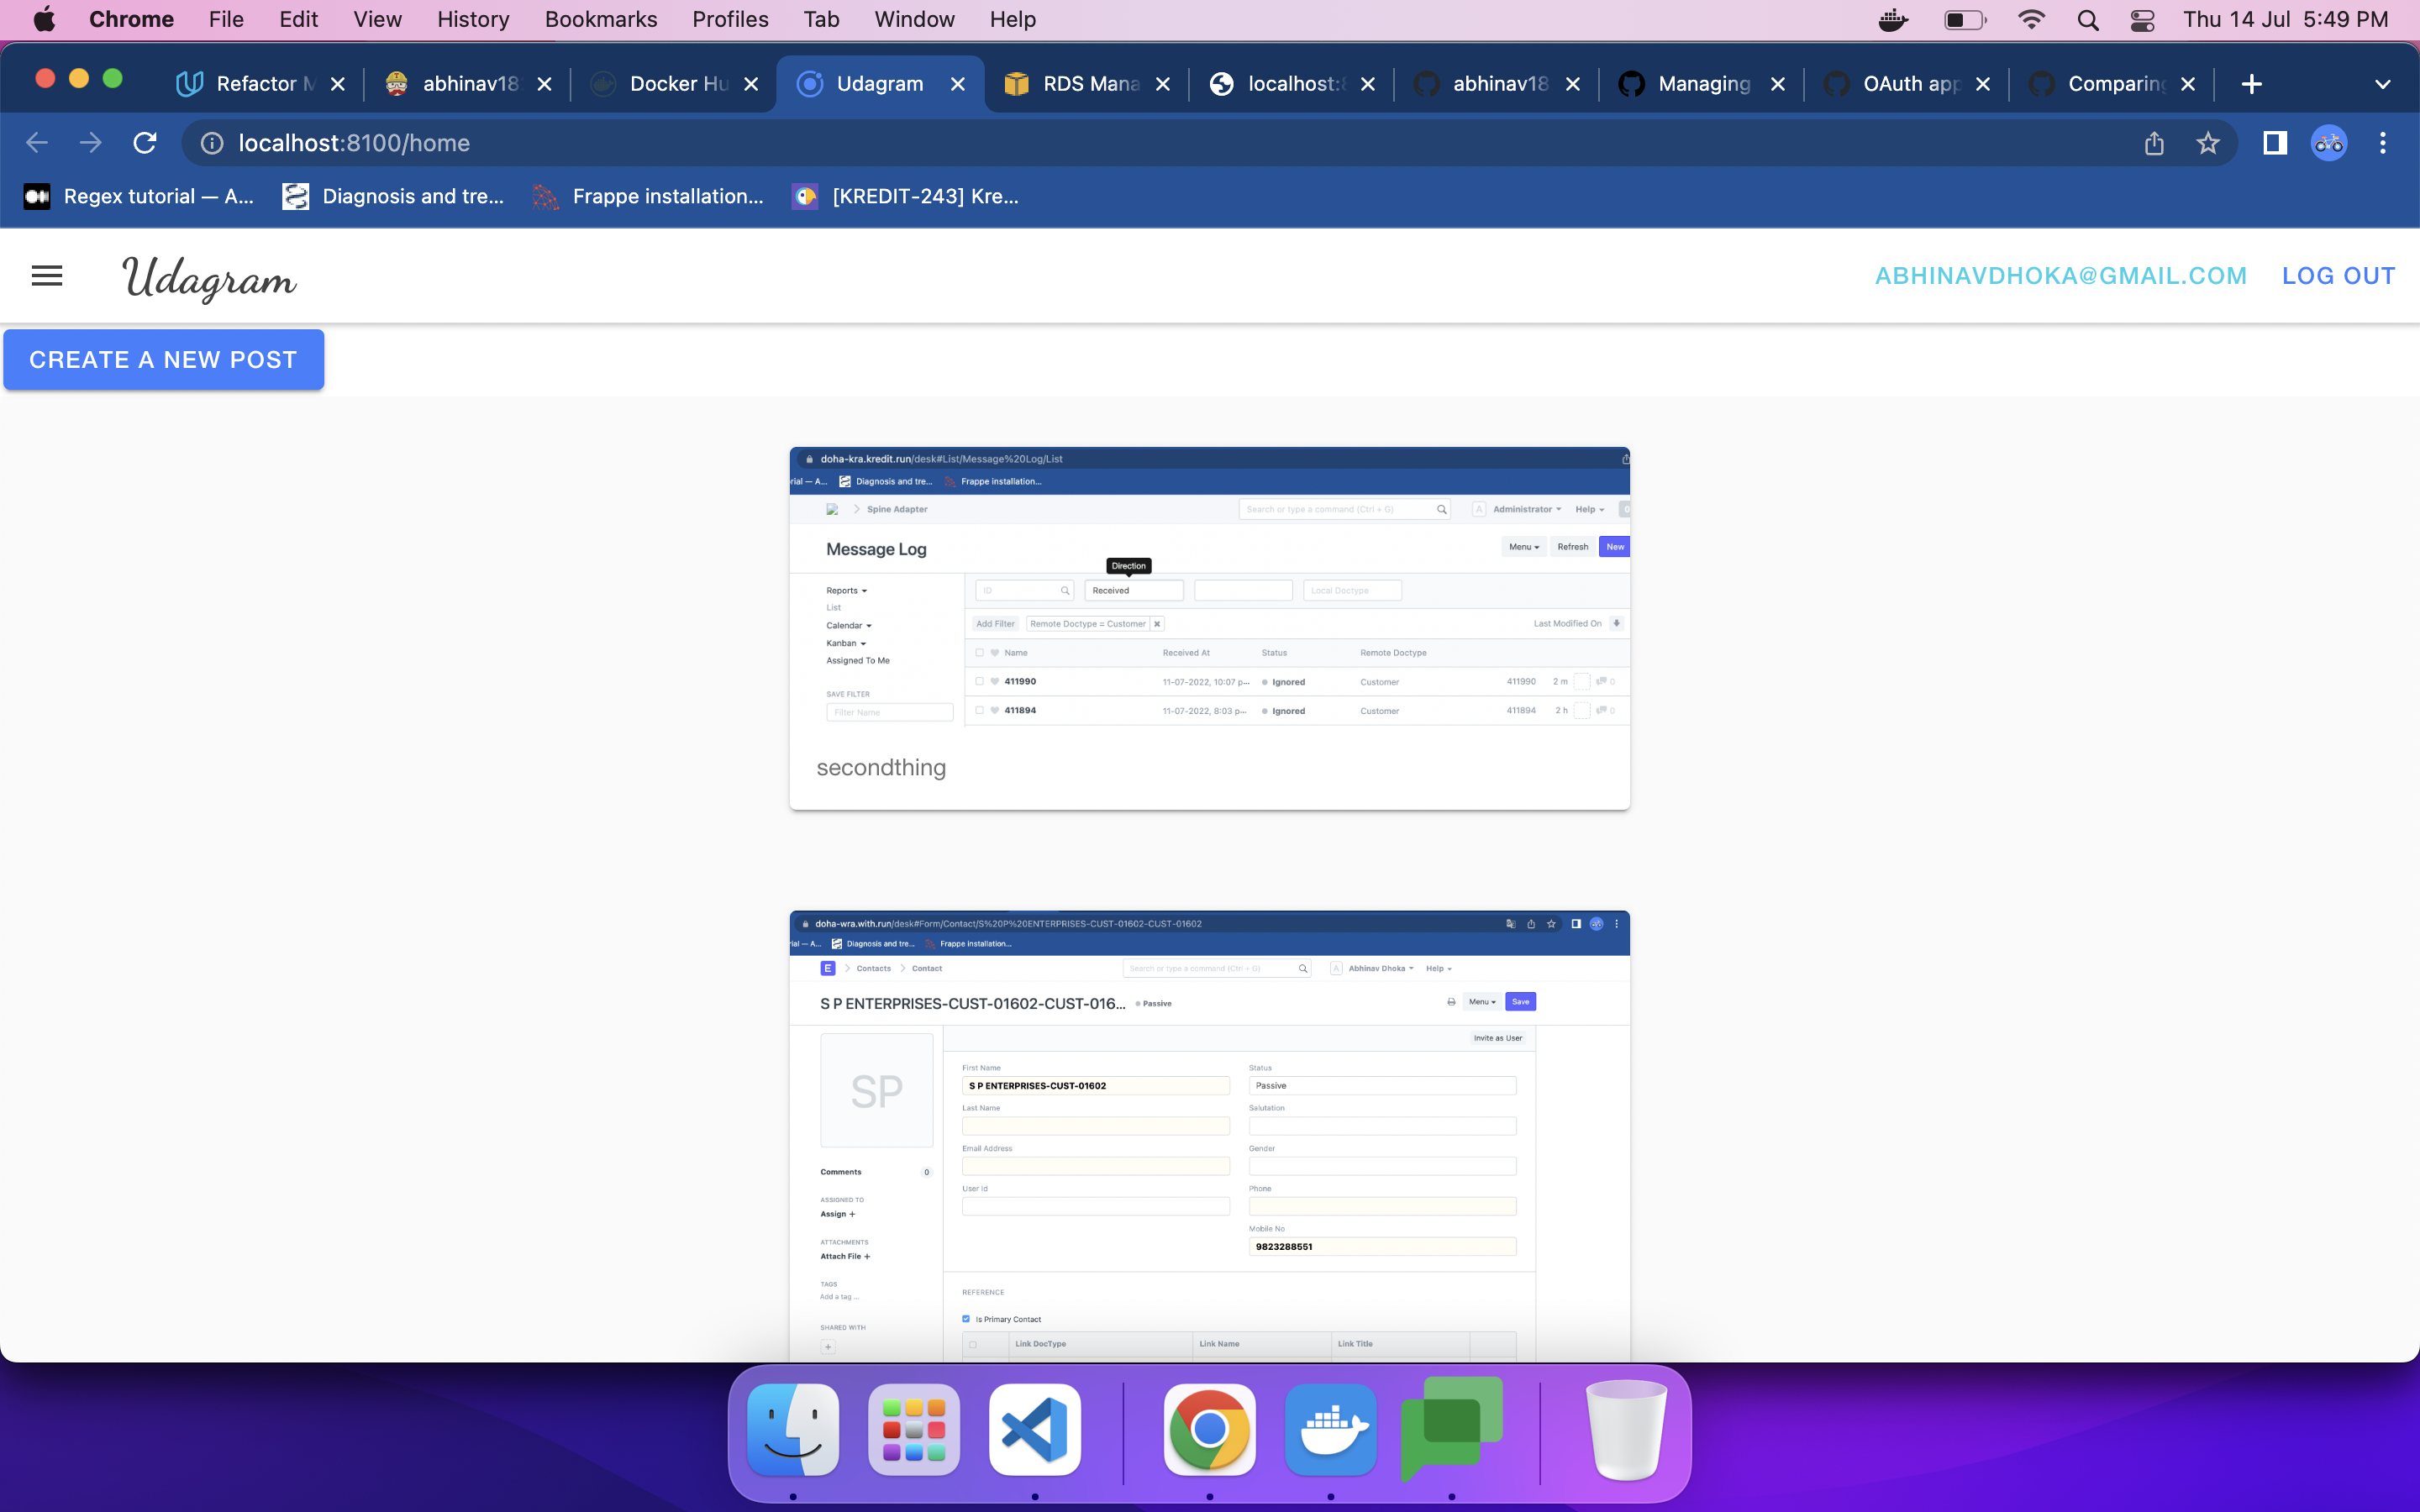 Chrome File Edit View History Bookmarks Profiles Tab Window Help Thu 14 Jul 5:49 PM
Refactor M abhinav18 Docker Hu Udagram RDS Mana localhost:8 abhinav18 Managing OAuth app Comparing
localhost:8100/home
Regex tutorial — A... Diagnosis and tre... Frappe installation... [KREDIT-243] Kre...
Udagram ABHINAVDHOKA@GMAIL.COM LOG OUT
CREATE A NEW POST
doha-kra.kredit.run/desk#List/Message%20Log/List
rial — A... Diagnosis and tre... Frappe installation...
Spine Adapter Search or type a command (Ctrl + G) A Administrator Help 0
Message Log Menu Refresh New
Direction
Reports ID Received Local Doctype
List
Calendar Add Filter Remote Doctype = Customer Last Modified On
Kanban
Assigned To Me Name Received At Status Remote Doctype
411990 11-07-2022, 10:07 p... Ignored Customer 411990 2 m 0
SAVE FILTER
Filter Name 411894 11-07-2022, 8:03 p... Ignored Customer 411894 2 h 0
secondthing
doha-wra.with.run/desk#Form/Contact/S%20P%20ENTERPRISES-CUST-01602-CUST-01602
rial — A... Diagnosis and tre... Frappe installation...
E Contacts Contact Search or type a command (Ctrl + G) A Abhinav Dhoka Help
S P ENTERPRISES-CUST-01602-CUST-016... Passive Menu Save
Invite as User
SP
First Name Status
S P ENTERPRISES-CUST-01602 Passive
Last Name Salutation
Email Address Gender
Comments 0
User Id Phone
ASSIGNED TO
Assign +
Mobile No
9823288551
ATTACHMENTS
Attach File +
TAGS
Add a tag ...
REFERENCE
Is Primary Contact
SHARED WITH
Link DocType Link Name Link Title